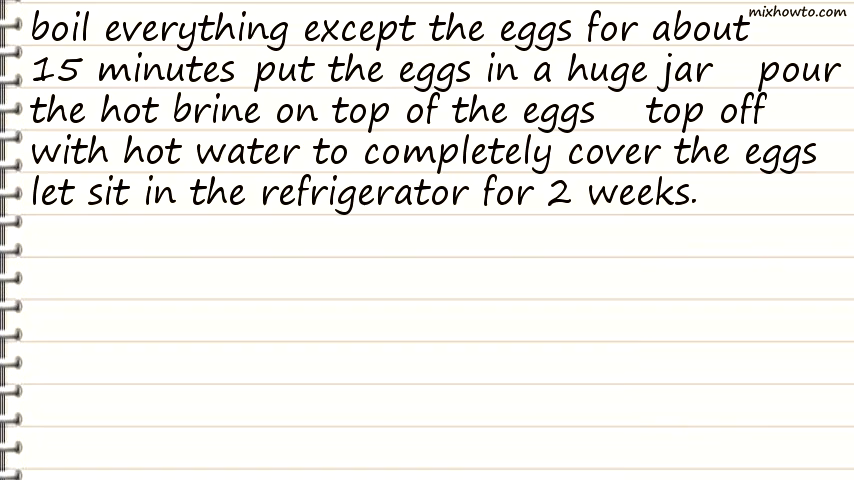 mixhowto.com
boil everything except the eggs for about
15 minutes put the eggs in a huge jar pour
the hot brine on top of the eggs top off
with hot water to completely cover the eggs
let sit in the refrigerator for 2 weeks.